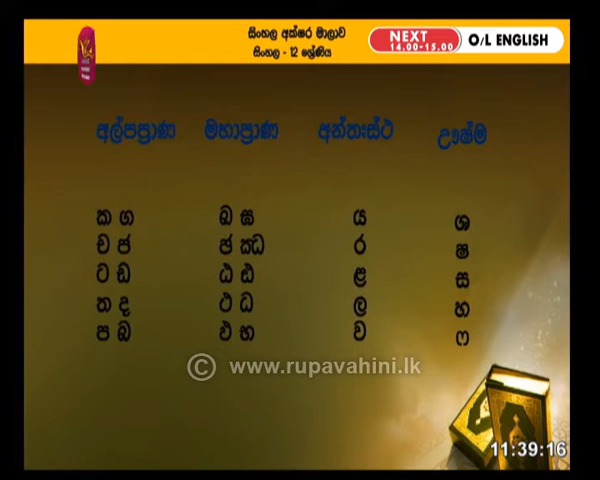 සිංහල අක්ෂර මාලාව
සිංහල - 12 ශ්‍රේණිය
NEXT
14.00-15.00
O/L ENGLISH
අල්පප්‍රාණ මහාප්‍රාණ අන්තඃස්ථ ඌෂ්ම
ක ග ඛ ඝ ය ශ
ච ජ ඡ ඣ ර ෂ
ට ඩ ඨ ඪ ළ ස
ත ද ථ ධ ල හ
ප බ ඵ භ ව ෆ
© www.rupavahini.lk
11:39:16